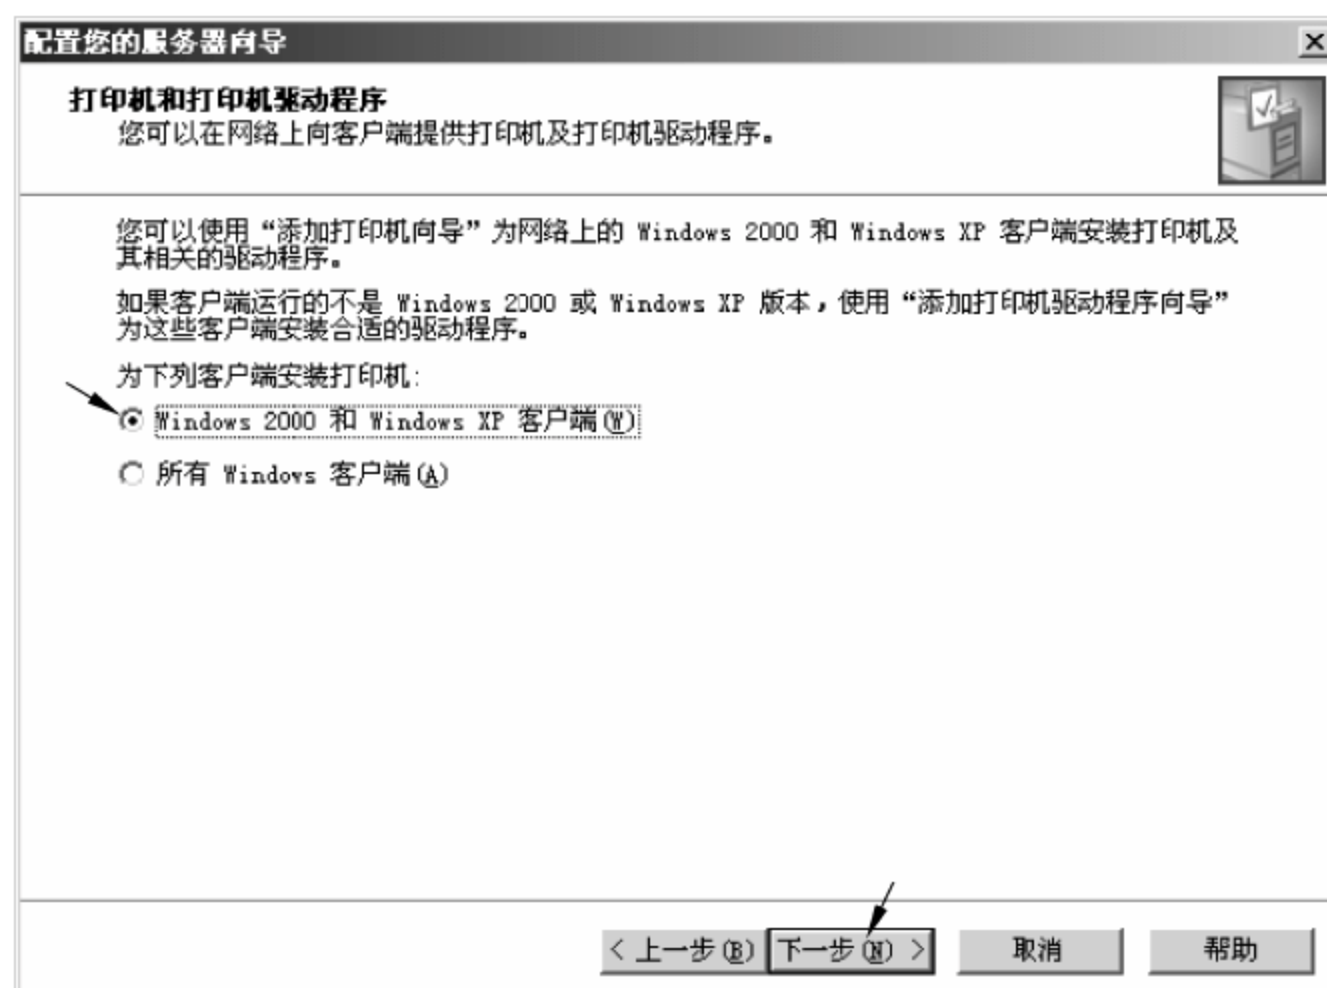 配置您的服务器向导
打印机和打印机驱动程序
您可以在网络上向客户端提供打印机及打印机驱动程序。
您可以使用“添加打印机向导”为网络上的 Windows 2000 和 Windows XP 客户端安装打印机及
其相关的驱动程序。
如果客户端运行的不是 Windows 2000 或 Windows XP 版本，使用“添加打印机驱动程序向导”
为这些客户端安装合适的驱动程序。
为下列客户端安装打印机:
Windows 2000 和 Windows XP 客户端(W)
所有 Windows 客户端(A)
< 上一步(B) 下一步(N) > 取消 帮助